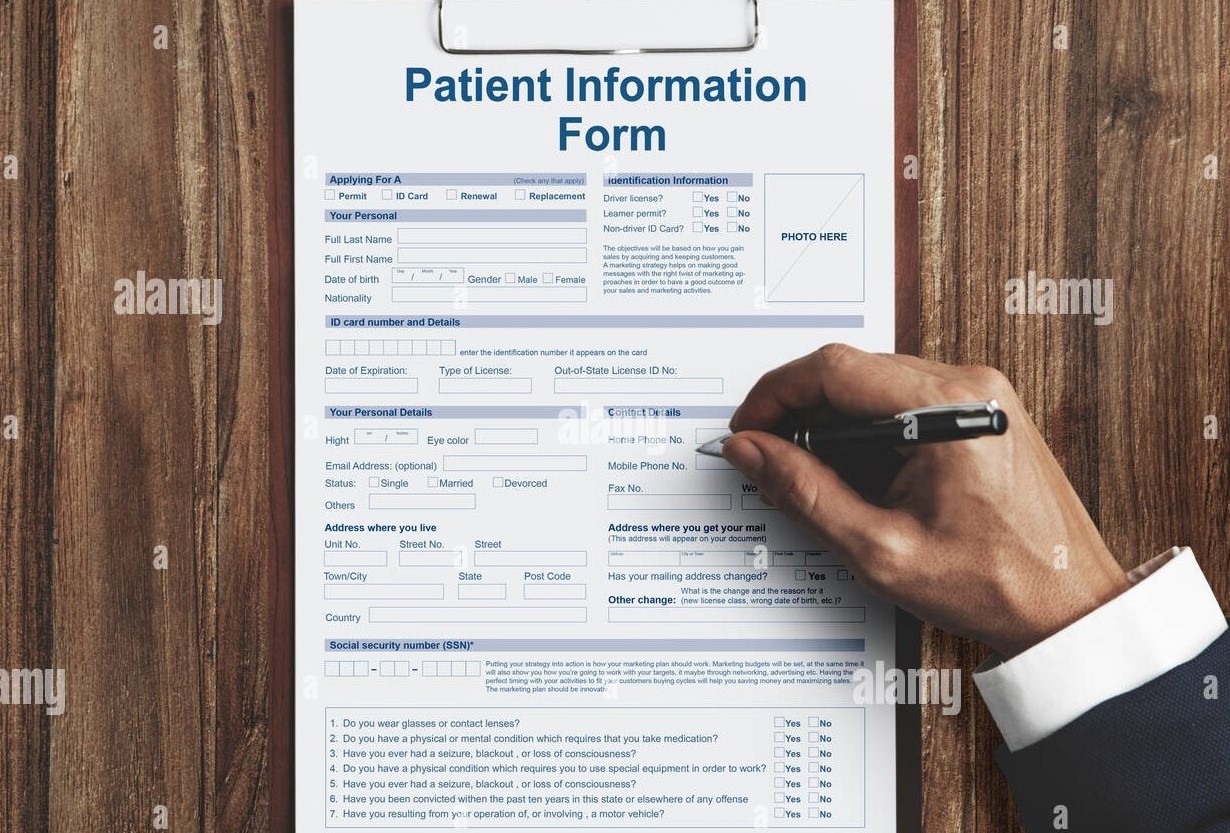 Patient Information
Form
Applying For A (Check any that apply)
Permit ID Card Renewal Replacement
Your Personal
Full Last Name
Full First Name
Date of birth Day / Month / Year Gender Male Female
Nationality
Identification Information
Driver license? Yes No
Learner permit? Yes No
Non-driver ID Card? Yes No
The objectives will be based on how you gain
sales by acquiring and keeping customers.
A marketing strategy helps on making good
messages with the right twist of marketing ap-
proaches in order to have a good outcome of
your sales and marketing activities.
PHOTO HERE
ID card number and Details
enter the identification number it appears on the card
Date of Expiration: Type of License: Out-of-State License ID No:
Your Personal Details
Hight / Eye color
Email Address: (optional)
Status: Single Married Devorced
Others
Contact Details
Home Phone No.
Mobile Phone No.
Fax No. Wo
Address where you live
Unit No. Street No. Street
Town/City State Post Code
Country
Address where you get your mail
(This address will appear on your document)
Unit no City or Town State Post Code Country
Has your mailing address changed? Yes
What is the change and the reason for it
Other change: (new license class, wrong date of birth, etc.)?
Social security number (SSN)*
- -
Putting your strategy into action is how your marketing plan should work. Marketing budgets will be set, at the same time it
will also show you how you're going to work with your targets, it maybe through networking, advertising etc. Having the
perfect timing with your activities to fit your customers buying cycles will help you saving money and maximizing sales.
The marketing plan should be innovativ
1. Do you wear glasses or contact lenses? Yes No
2. Do you have a physical or mental condition which requires that you take medication? Yes No
3. Have you ever had a seizure, blackout , or loss of consciousness? Yes No
4. Do you have a physical condition which requires you to use special equipment in order to work? Yes No
5. Have you ever had a seizure, blackout , or loss of consciousness? Yes No
6. Have you been convicted withen the past ten years in this state or elsewhere of any offense Yes No
7. Have you resulting from your operation of, or involving , a motor vehicle? Yes No
alamy
alamy
alamy
alamy
alamy
a
a
a
a
a
a
a
a
a
a
a
a